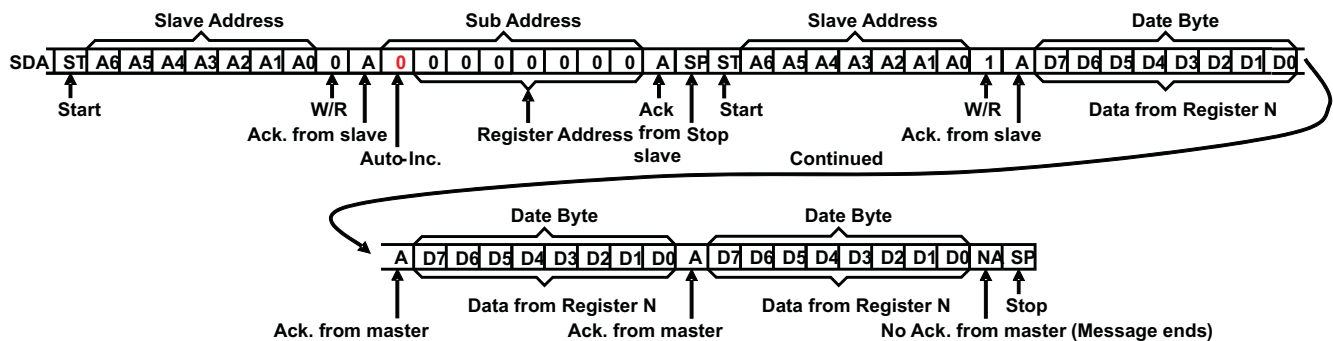 Slave Address Sub Address Slave Address Date Byte
SDA ST A6 A5 A4 A3 A2 A1 A0 0 A 0 0 0 0 0 0 0 0 A SP ST A6 A5 A4 A3 A2 A1 A0 1 A D7 D6 D5 D4 D3 D2 D1 D0
Start W/R Ack. from slave Auto-Inc. Register Address Ack from slave Stop Start W/R Ack. from slave Data from Register N
Continued
Date Byte Date Byte
A D7 D6 D5 D4 D3 D2 D1 D0 A D7 D6 D5 D4 D3 D2 D1 D0 NA SP
Data from Register N Data from Register N Stop
Ack. from master Ack. from master No Ack. from master (Message ends)